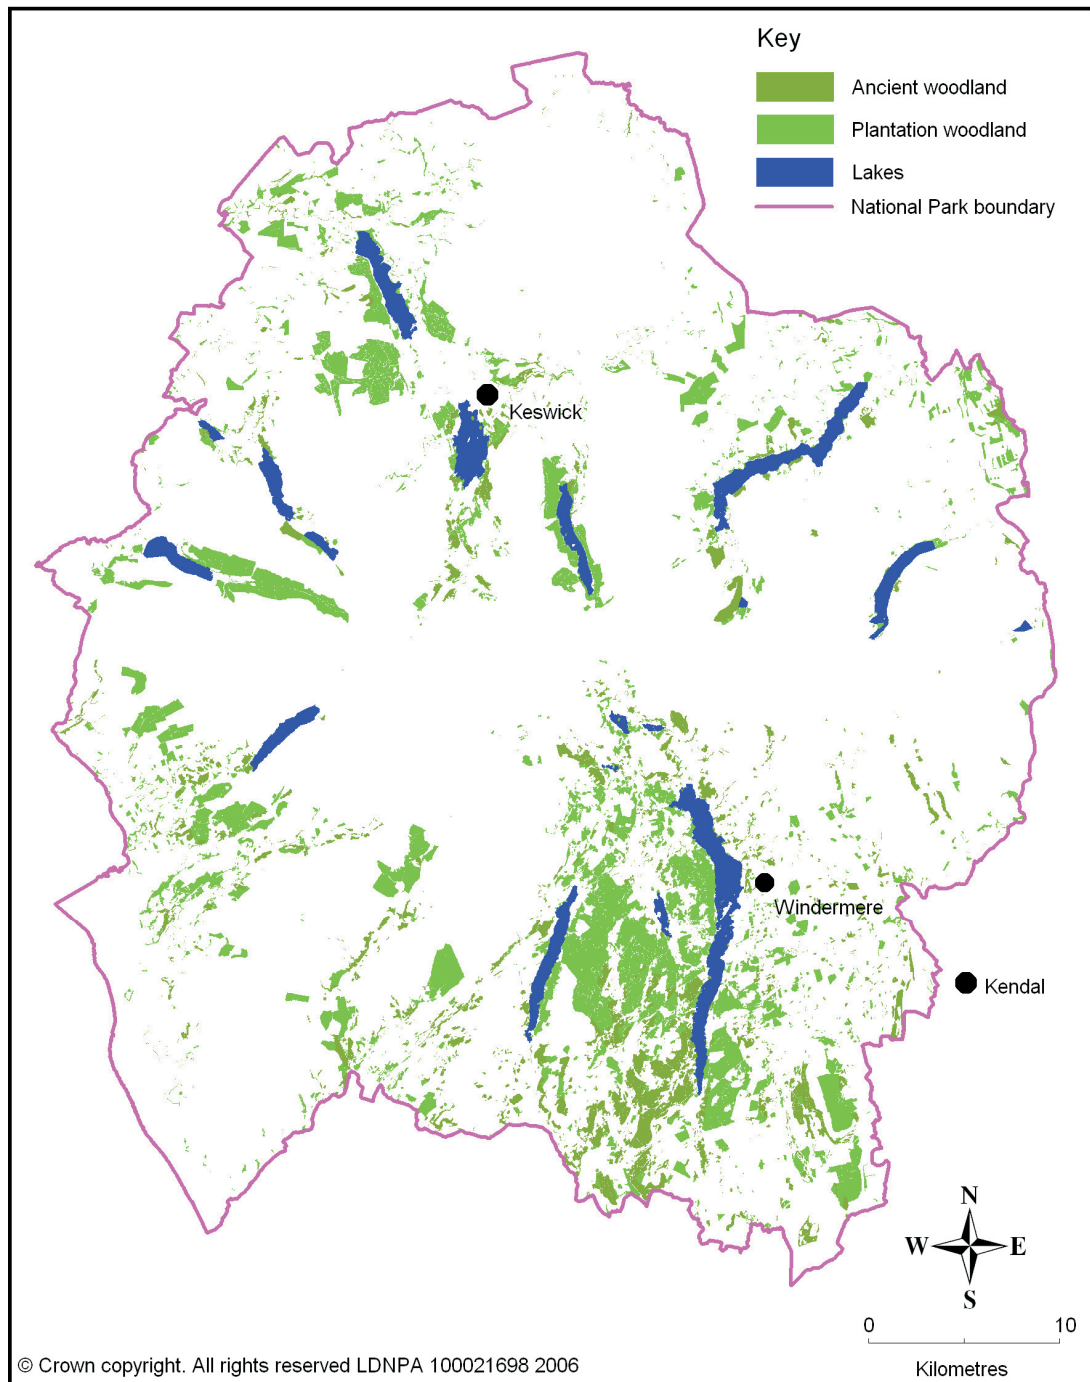 Key
Ancient woodland
Plantation woodland
Lakes
National Park boundary
Keswick
Windermere
Kendal
N
W E
S
0 10
Kilometres
© Crown copyright. All rights reserved LDNPA 100021698 2006